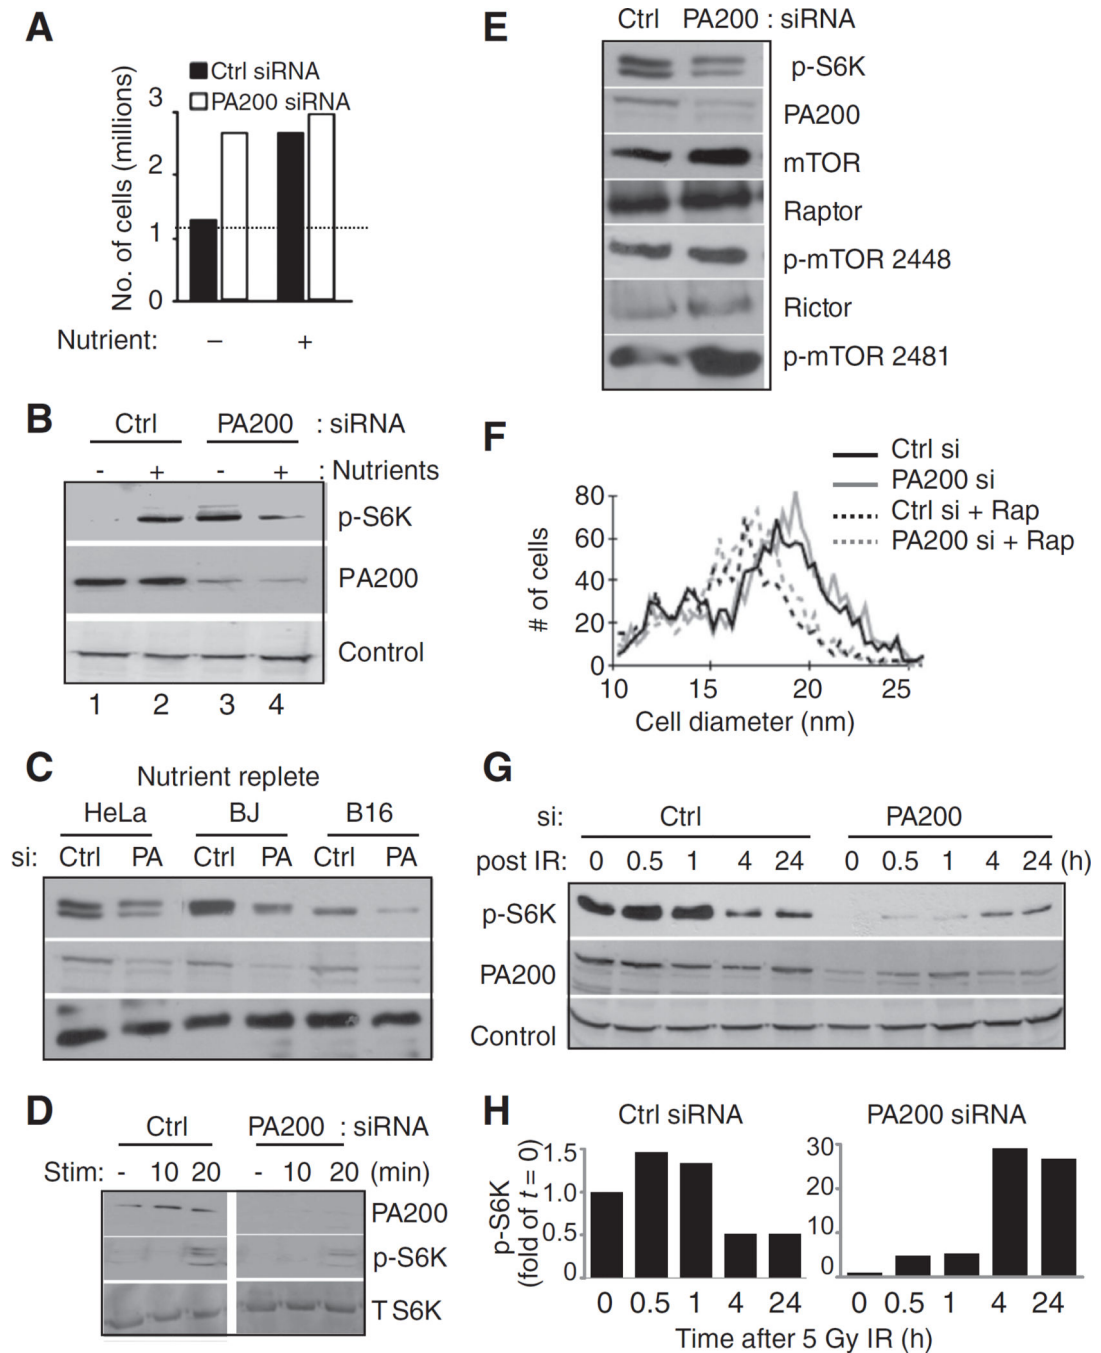 A
Ctrl siRNA
PA200 siRNA
No. of cells (millions)
3
2
1
0
Nutrient: – +
B
Ctrl PA200 : siRNA
- + - + : Nutrients
p-S6K
PA200
Control
1 2 3 4
C
Nutrient replete
HeLa BJ B16
si: Ctrl PA Ctrl PA Ctrl PA
D
Ctrl PA200 : siRNA
Stim: - 10 20 - 10 20 (min)
PA200
p-S6K
T S6K
E
Ctrl PA200 : siRNA
p-S6K
PA200
mTOR
Raptor
p-mTOR 2448
Rictor
p-mTOR 2481
F
Ctrl si
PA200 si
Ctrl si + Rap
PA200 si + Rap
# of cells
80
60
40
20
0
10 15 20 25
Cell diameter (nm)
G
si: Ctrl PA200
post IR: 0 0.5 1 4 24 0 0.5 1 4 24 (h)
p-S6K
PA200
Control
H
Ctrl siRNA PA200 siRNA
p-S6K
(fold of t = 0)
1.5
1.0
0.5
0
30
20
10
0
0 0.5 1 4 24 0 0.5 1 4 24
Time after 5 Gy IR (h)